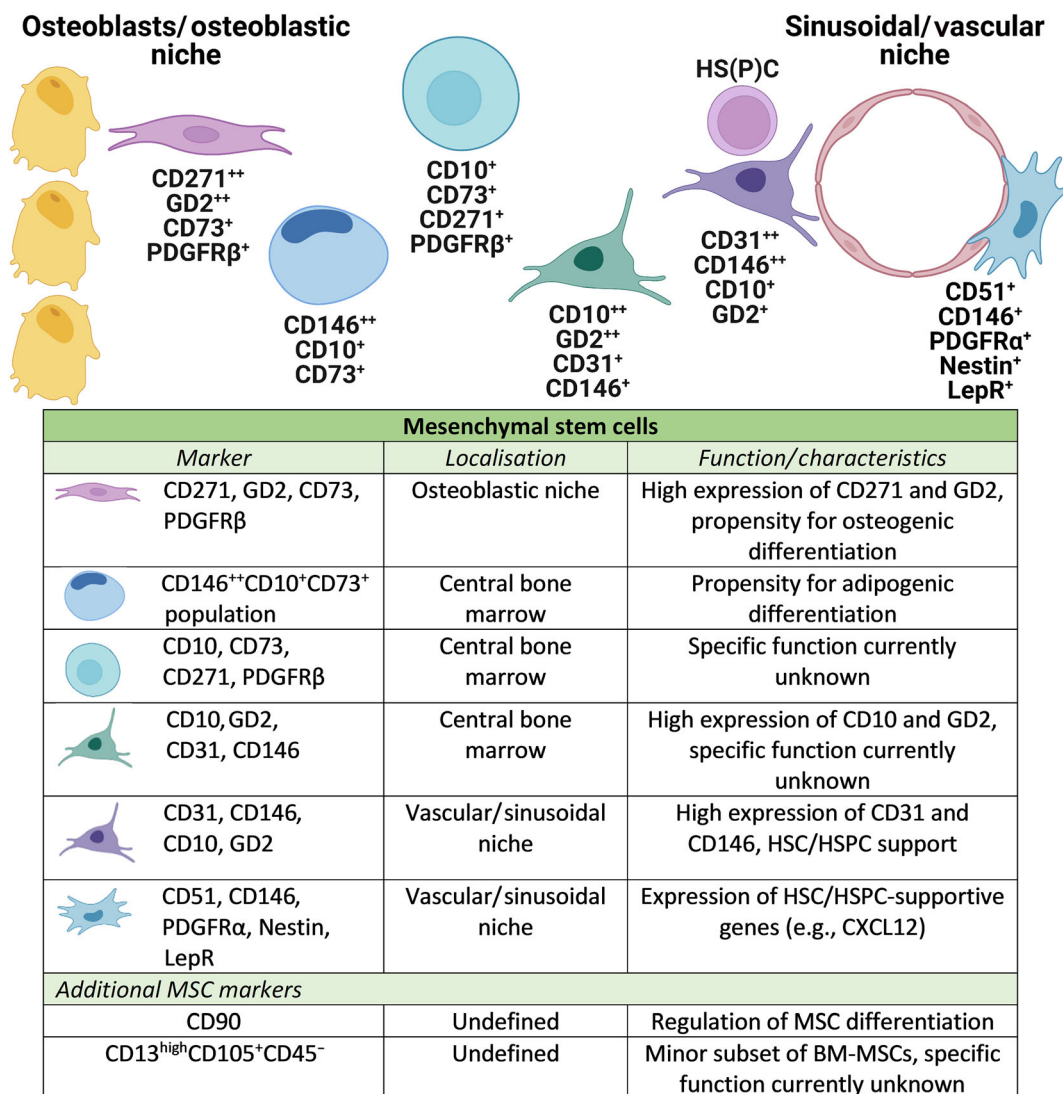 Osteoblasts/osteoblastic
niche
Sinusoidal/vascular
niche
HS(P)C
CD271⁺⁺
GD2⁺⁺
CD73⁺
PDGFRβ⁺
CD146⁺⁺
CD10⁺
CD73⁺
CD10⁺
CD73⁺
CD271⁺
PDGFRβ⁺
CD10⁺⁺
GD2⁺⁺
CD31⁺
CD146⁺
CD31⁺⁺
CD146⁺⁺
CD10⁺
GD2⁺
CD51⁺
CD146⁺
PDGFRα⁺
Nestin⁺
LepR⁺
Mesenchymal stem cells
Marker
Localisation
Function/characteristics
CD271, GD2, CD73,
PDGFRβ
Osteoblastic niche
High expression of CD271 and GD2,
propensity for osteogenic
differentiation
CD146⁺⁺CD10⁺CD73⁺
population
Central bone
marrow
Propensity for adipogenic
differentiation
CD10, CD73,
CD271, PDGFRβ
Central bone
marrow
Specific function currently
unknown
CD10, GD2,
CD31, CD146
Central bone
marrow
High expression of CD10 and GD2,
specific function currently
unknown
CD31, CD146,
CD10, GD2
Vascular/sinusoidal
niche
High expression of CD31 and
CD146, HSC/HSPC support
CD51, CD146,
PDGFRα, Nestin,
LepR
Vascular/sinusoidal
niche
Expression of HSC/HSPC-supportive
genes (e.g., CXCL12)
Additional MSC markers
CD90
Undefined
Regulation of MSC differentiation
CD13ʰⁱᵍʰCD105⁺CD45⁻
Undefined
Minor subset of BM-MSCs, specific
function currently unknown